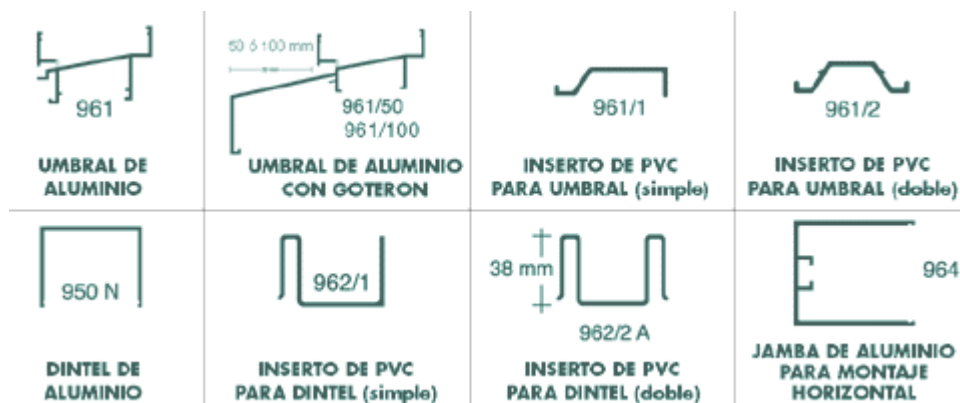 961
UMBRAL DE
ALUMINIO
50 ó 100 mm
961/50
961/100
UMBRAL DE ALUMINIO
CON GOTERON
961/1
INSERTO DE PVC
PARA UMBRAL (simple)
961/2
INSERTO DE PVC
PARA UMBRAL (doble)
950 N
DINTEL DE
ALUMINIO
962/1
INSERTO DE PVC
PARA DINTEL (simple)
38 mm
962/2 A
INSERTO DE PVC
PARA DINTEL (doble)
964
JAMBA DE ALUMINIO
PARA MONTAJE
HORIZONTAL